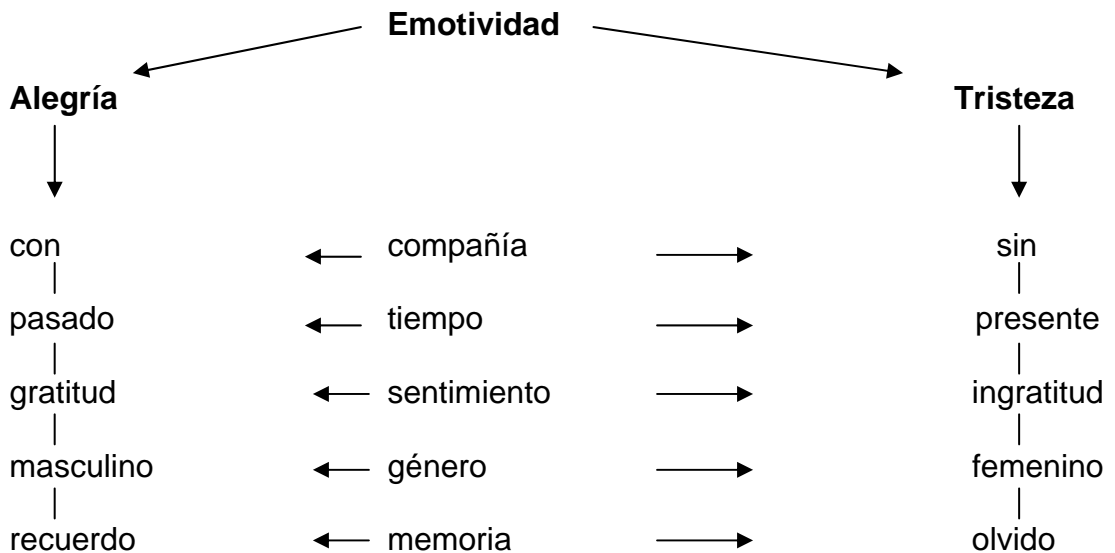 Emotividad
Alegría Tristeza
con compañía sin
pasado tiempo presente
gratitud sentimiento ingratitud
masculino género femenino
recuerdo memoria olvido